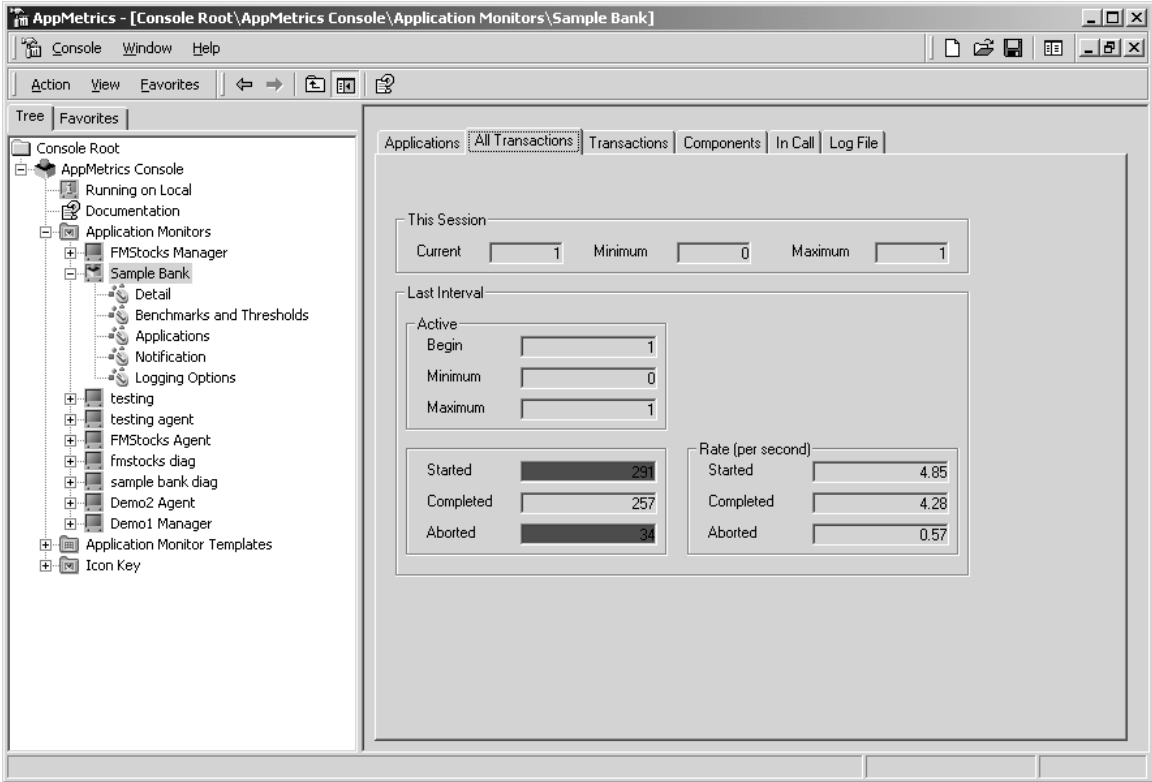 AppMetrics - [Console Root\AppMetrics Console\Application Monitors\Sample Bank]
Console Window Help
Action View Favorites
Tree Favorites
Console Root
AppMetrics Console
Running on Local
Documentation
Application Monitors
FMStocks Manager
Sample Bank
Detail
Benchmarks and Thresholds
Applications
Notification
Logging Options
testing
testing agent
FMStocks Agent
fmstocks diag
sample bank diag
Demo2 Agent
Demo1 Manager
Application Monitor Templates
Icon Key
Applications All Transactions Transactions Components In Call Log File
This Session
Current 1 Minimum 0 Maximum 1
Last Interval
Active
Begin 1
Minimum 0
Maximum 1
Started 291
Completed 257
Aborted 34
Rate (per second)
Started 4.85
Completed 4.28
Aborted 0.57